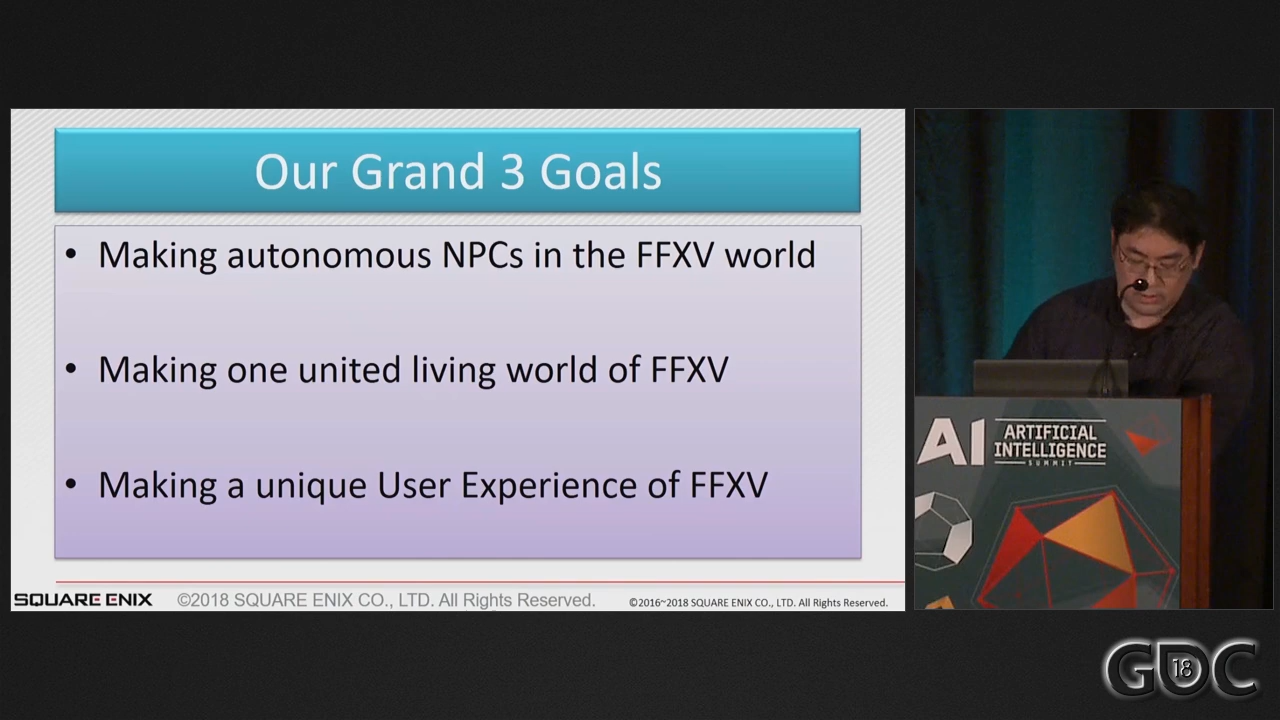 Our Grand 3 Goals
• Making autonomous NPCs in the FFXV world
• Making one united living world of FFXV
• Making a unique User Experience of FFXV
SQUARE ENIX ©2018 SQUARE ENIX CO., LTD. All Rights Reserved. ©2016~2018 SQUARE ENIX CO., LTD. All Rights Reserved.
AI ARTIFICIAL
INTELLIGENCE
SUMMIT
GDC 18